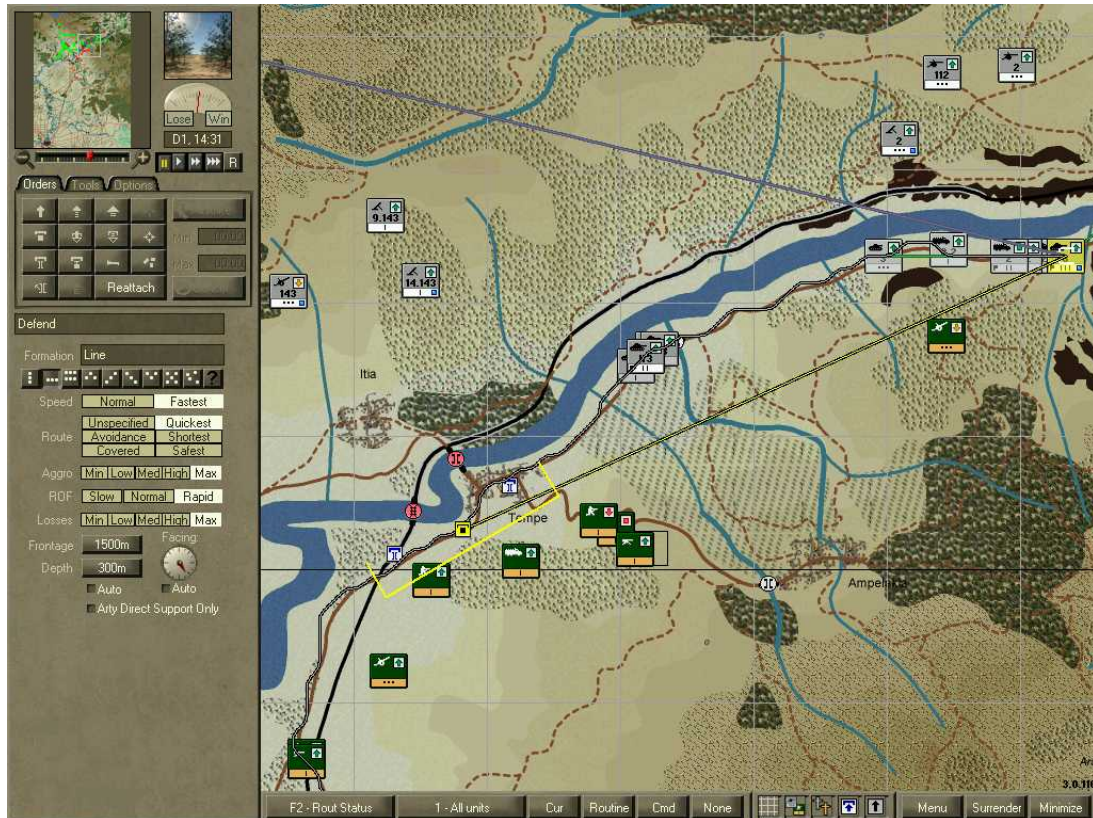 Lose Win
D1, 14:31
R
Orders Tools Options
Min
Max
Reattach
Defend
Formation Line
?
Speed Normal Fastest
Route Unspecified Quickest
Avoidance Shortest
Covered Safest
Aggro Min Low Med High Max
ROF Slow Normal Rapid
Losses Min Low Med High Max
Frontage 1500m Facing:
Depth 300m
Auto Auto
Arty Direct Support Only
112
2
2
9.143
I
14.143
I
143
Itia
Tempe
Ampelakia
F2 - Rout Status 1 - All units Cur Routine Cmd None Menu Surrender Minimize